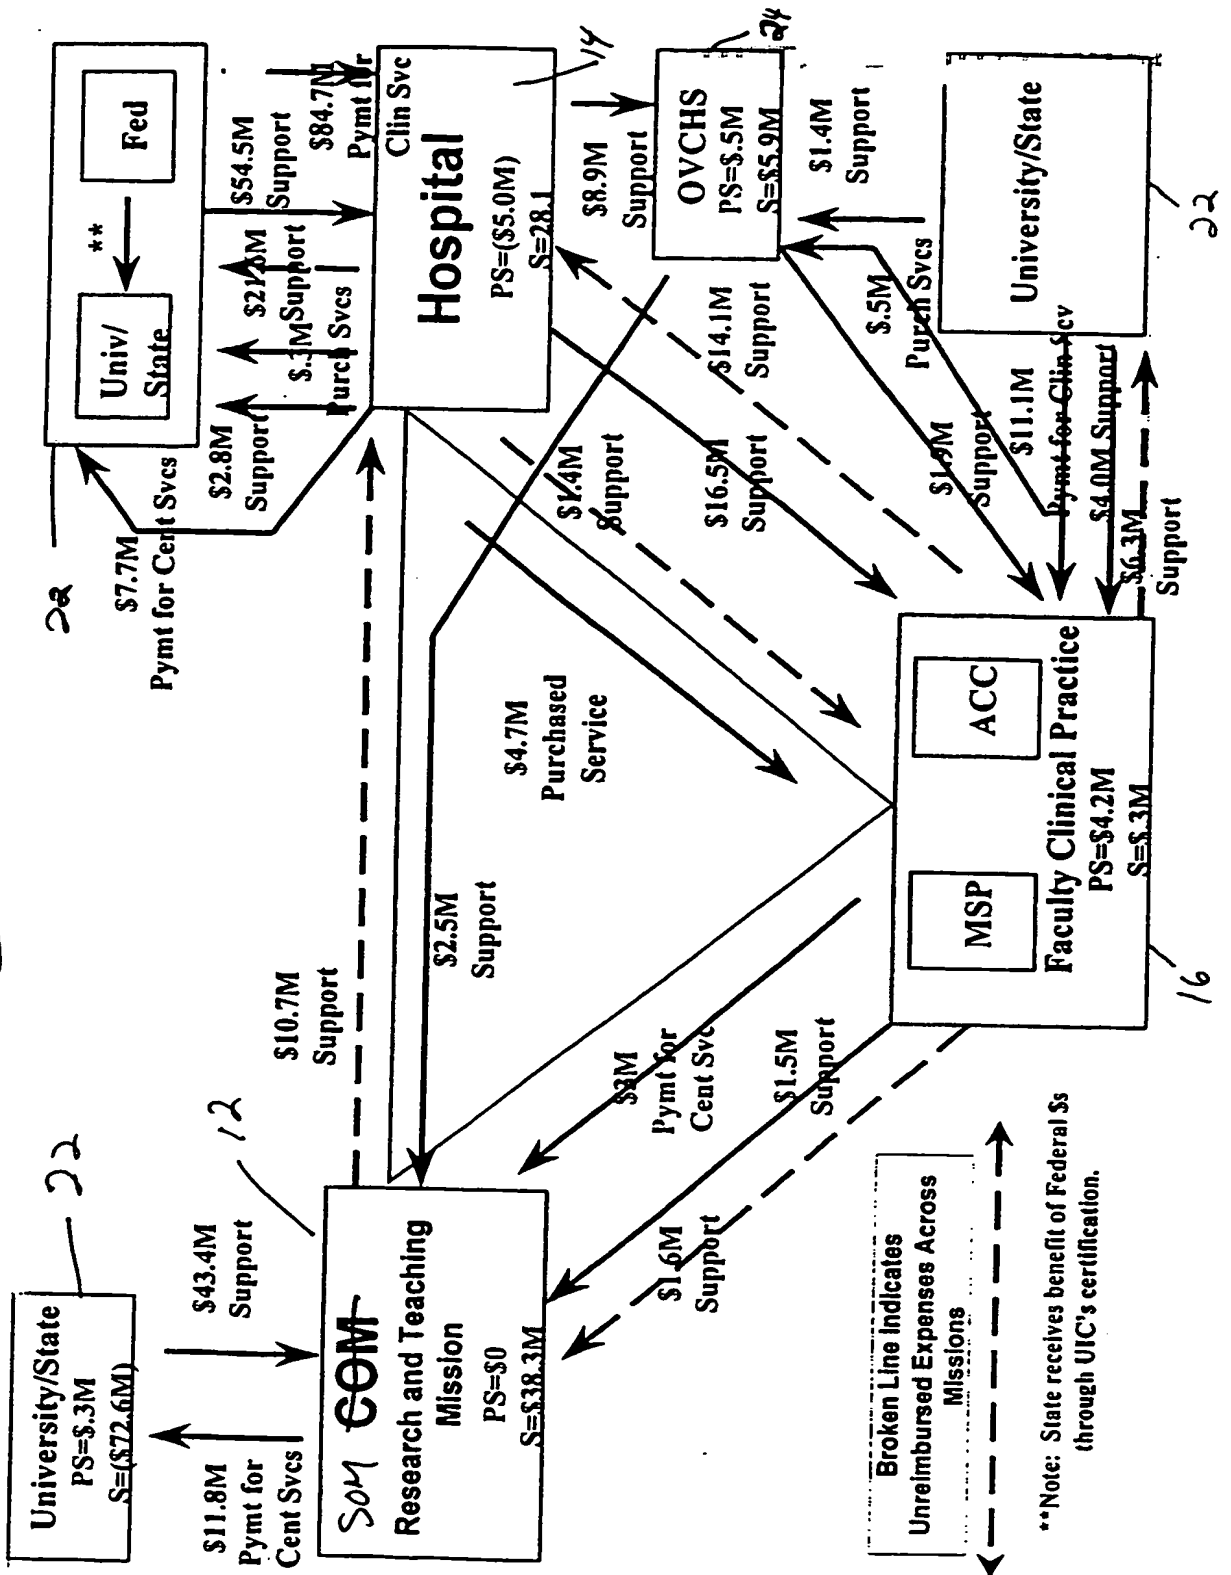 University/State
PS=$.3M
S=($72.6M)
22
$11.8M
Pymt for
Cent Svcs
$43.4M
Support
12
SOM COM
Research and Teaching
Mission
PS=$0
S=$38.3M
$10.7M
Support
$2.5M
Support
$4.7M
Purchased
Service
22
$7.7M
Pymt for Cent Svcs
Univ/
State
**
Fed
$2.8M
Support
$.3M
Purch Svcs
Support
$54.5M
Support
$84.7M
Pymt for
Clin Svc
14
Hospital
PS=($5.0M)
S=28.1
$8.9M
Support
24
OVCHS
PS=$.5M
S=$5.9M
$1.4M
Support
University/State
22
$.5M
Purch Svcs
$14.1M
Support
$1.4M
Support
$16.5M
Support
$1.9M
Support
$11.1M
Pymt for Clin Scv
$4.0M Support
$6.3M
Support
Pymt for
Cent Svc
$1.5M
Support
$1.6M
Support
MSP
ACC
Faculty Clinical Practice
PS=$4.2M
S=$.3M
16
Broken Line Indicates
Unreimbursed Expenses Across
Missions
**Note: State receives benefit of Federal $s
through UIC's certification.